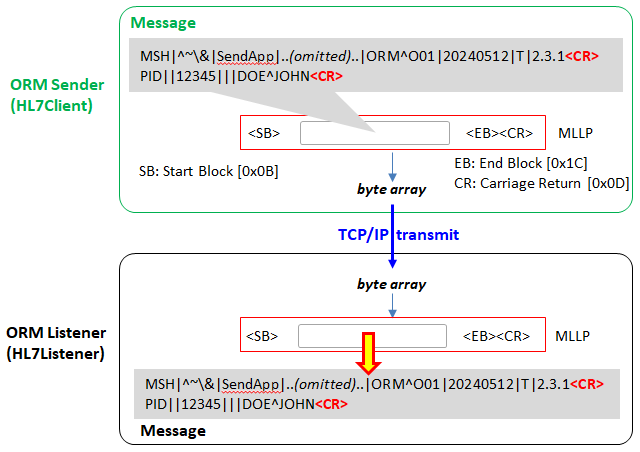 Message
MSH|^~\&|SendApp|..(omitted)..|ORM^O01|20240512|T|2.3.1<CR>
PID||12345|||DOE^JOHN<CR>
ORM Sender
(HL7Client)
<SB> <EB><CR> MLLP
SB: Start Block [0x0B]
EB: End Block [0x1C]
CR: Carriage Return [0x0D]
byte array
TCP/IP transmit
byte array
ORM Listener
(HL7Listener)
<SB> <EB><CR> MLLP
MSH|^~\&|SendApp|..(omitted)..|ORM^O01|20240512|T|2.3.1<CR>
PID||12345|||DOE^JOHN<CR>
Message